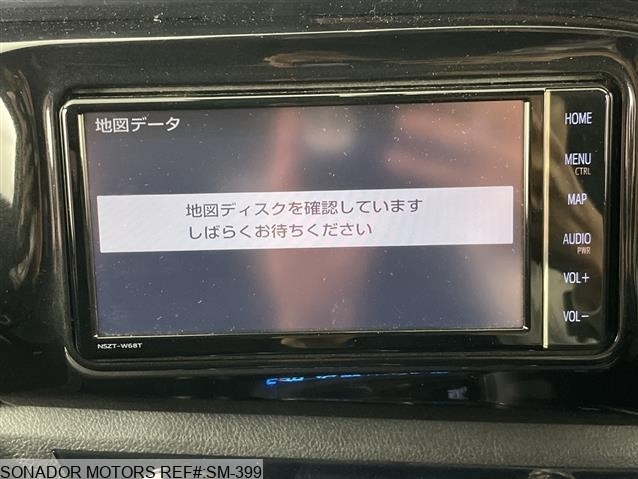 地図データ
地図ディスクを確認しています
しばらくお待ちください
HOME
MENU
CTRL
MAP
AUDIO
PWR
VOL+
VOL-
NSZT-W68T
SONADOR MOTORS REF#:SM-399